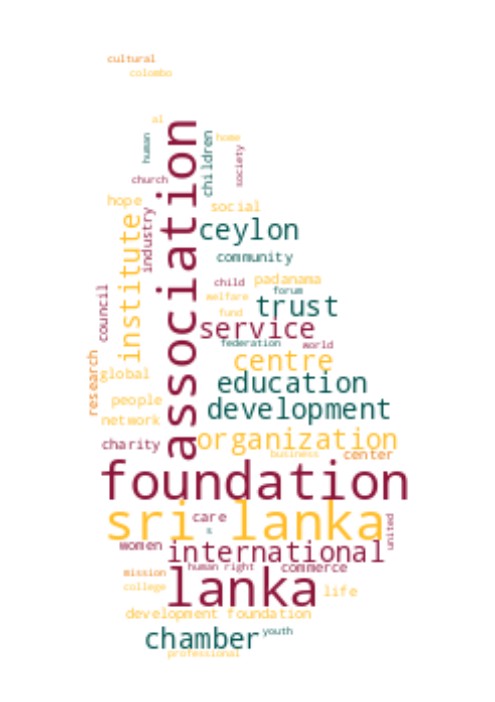 cultural
colombo
al
human
children
home
society
church
association
hope
social
industry
institute
ceylon
community
child
padanama
council
forum
welfare
trust
fund
service
federation
world
research
centre
global
education
people
development
network
organization
charity
business
center
foundation
sri lanka
care
united
s
women
international
human right
commerce
mission
lanka
college
life
development foundation
youth
chamber
professional